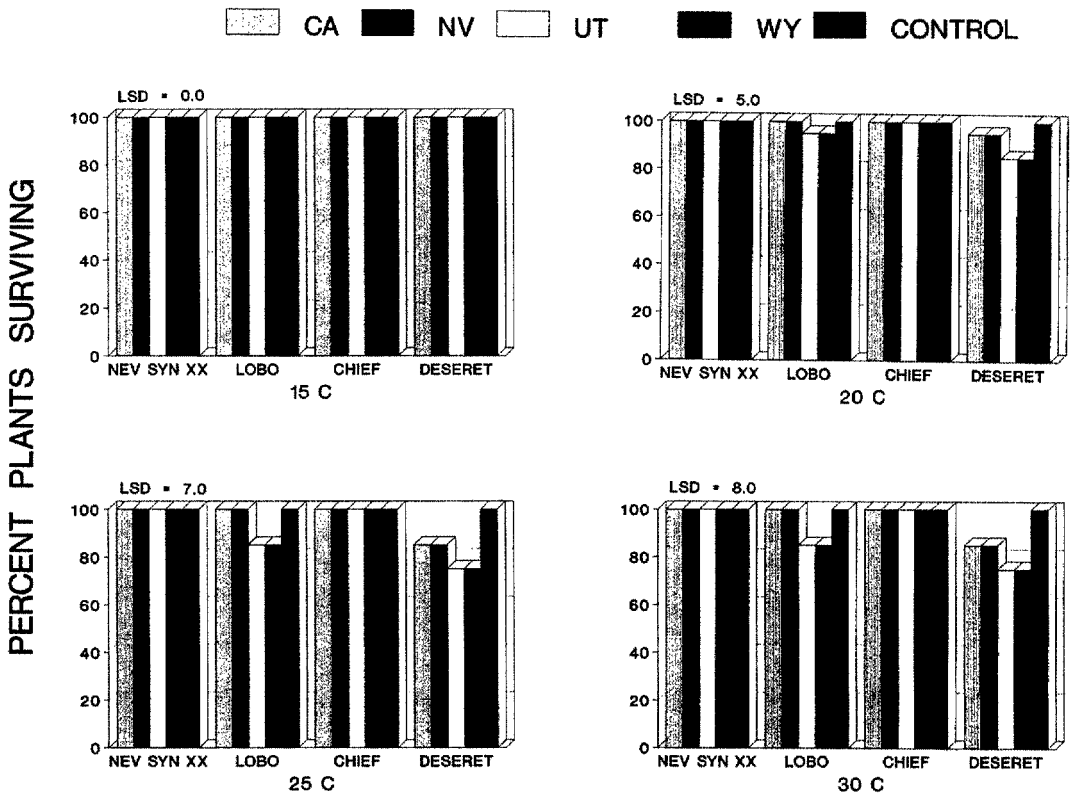 CA NV UT WY CONTROL
PERCENT PLANTS SURVIVING
LSD = 0.0
100
80
60
40
20
0
NEV SYN XX LOBO CHIEF DESERET
15 C
LSD = 5.0
100
80
60
40
20
0
NEV SYN XX LOBO CHIEF DESERET
20 C
LSD = 7.0
100
80
60
40
20
0
NEV SYN XX LOBO CHIEF DESERET
25 C
LSD = 8.0
100
80
60
40
20
0
NEV SYN XX LOBO CHIEF DESERET
30 C